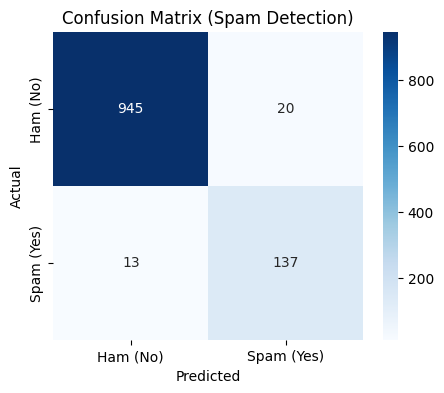 Confusion Matrix (Spam Detection)
Ham (No)
945
20
800
600
Actual
400
Spam (Yes)
13
137
200
Ham (No)
Spam (Yes)
Predicted